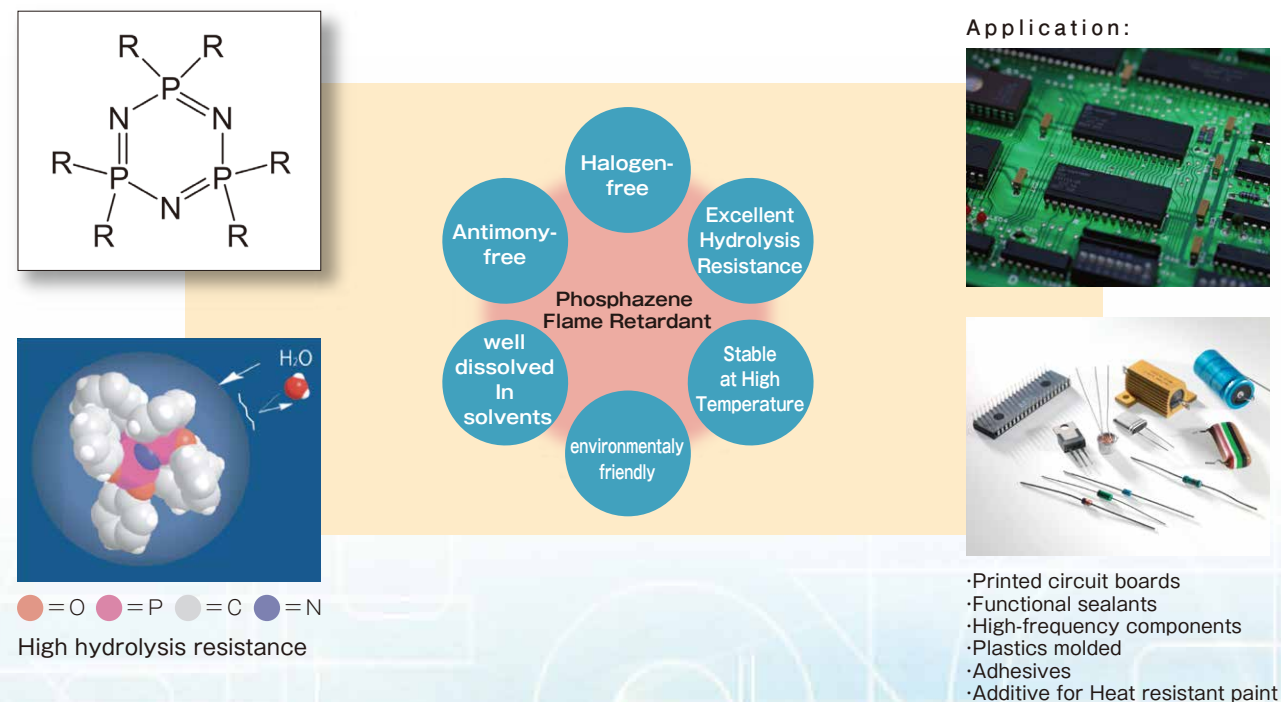 R R
P
N N
R R
P P
N
R R
R R
H₂O
=O =P =C =N
High hydrolysis resistance
Halogen-
free
Excellent
Hydrolysis
Resistance
Antimony-
free
Phosphazene
Flame Retardant
well
dissolved
In
solvents
Stable
at High
Temperature
environmentaly
friendly
Application:
·Printed circuit boards
·Functional sealants
·High-frequency components
·Plastics molded
·Adhesives
·Additive for Heat resistant paint